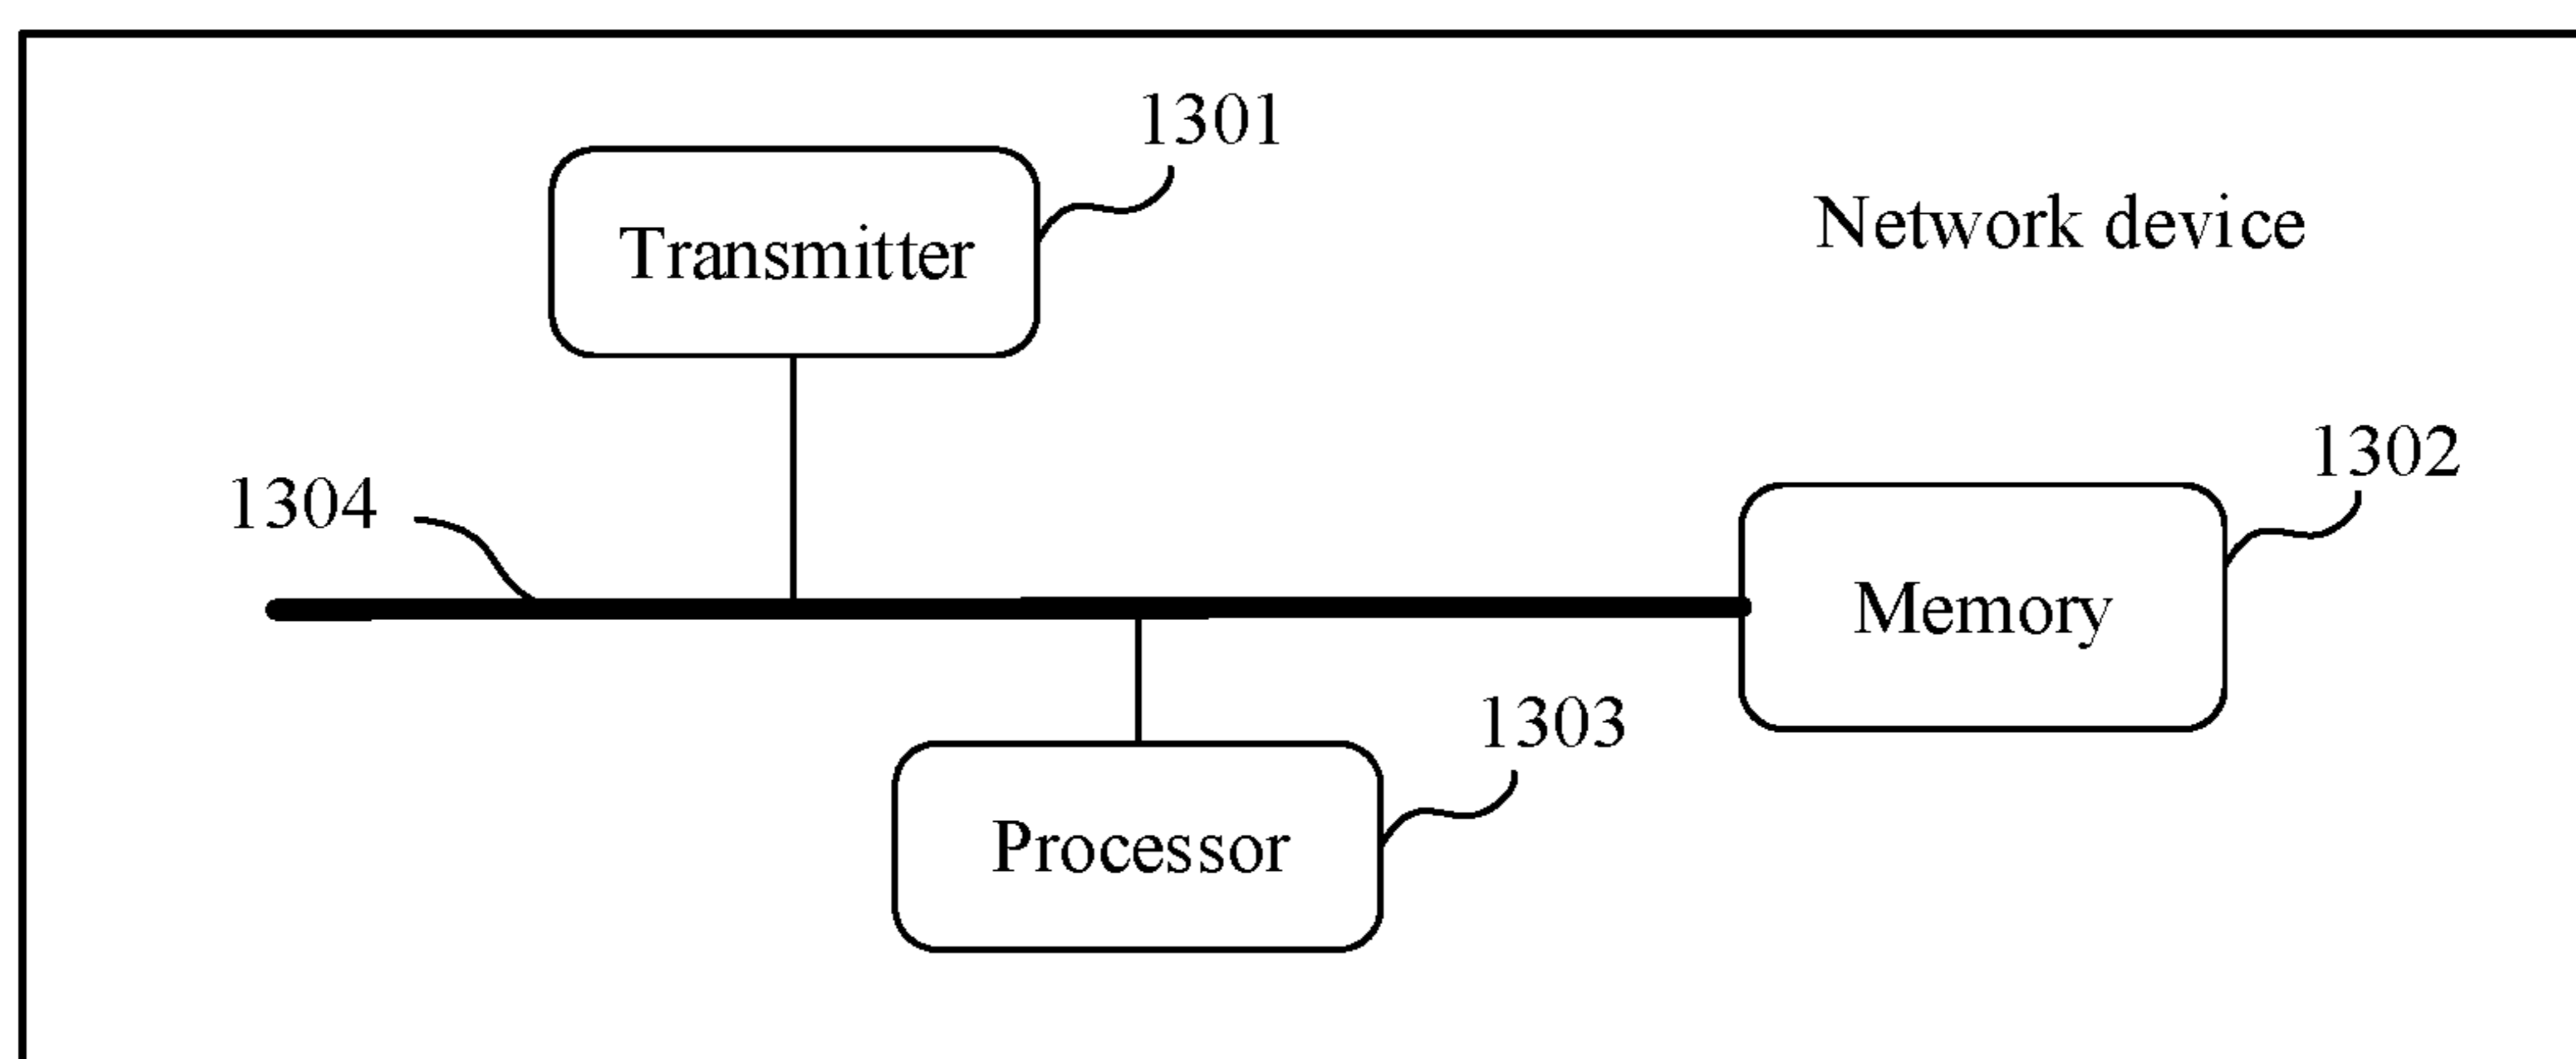 1301
Transmitter
Network device
1302
1304
Memory
1303
Processor